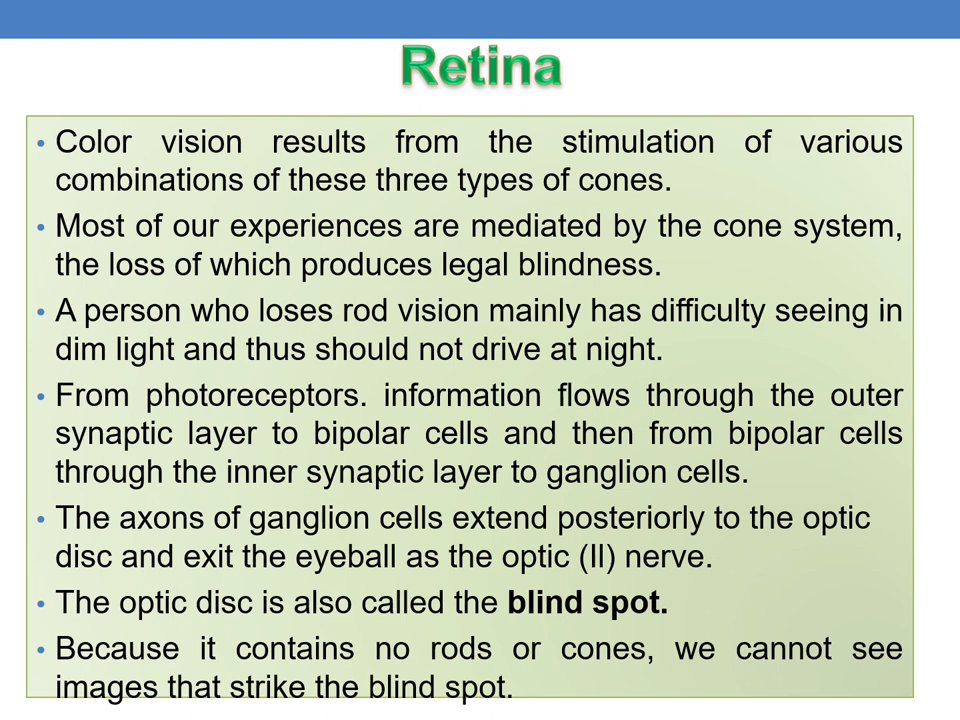 Retina
• Color vision results from the stimulation of various
combinations of these three types of cones.
• Most of our experiences are mediated by the cone system,
the loss of which produces legal blindness.
• A person who loses rod vision mainly has difficulty seeing in
dim light and thus should not drive at night.
• From photoreceptors. information flows through the outer
synaptic layer to bipolar cells and then from bipolar cells
through the inner synaptic layer to ganglion cells.
• The axons of ganglion cells extend posteriorly to the optic
disc and exit the eyeball as the optic (II) nerve.
• The optic disc is also called the blind spot.
• Because it contains no rods or cones, we cannot see
images that strike the blind spot.